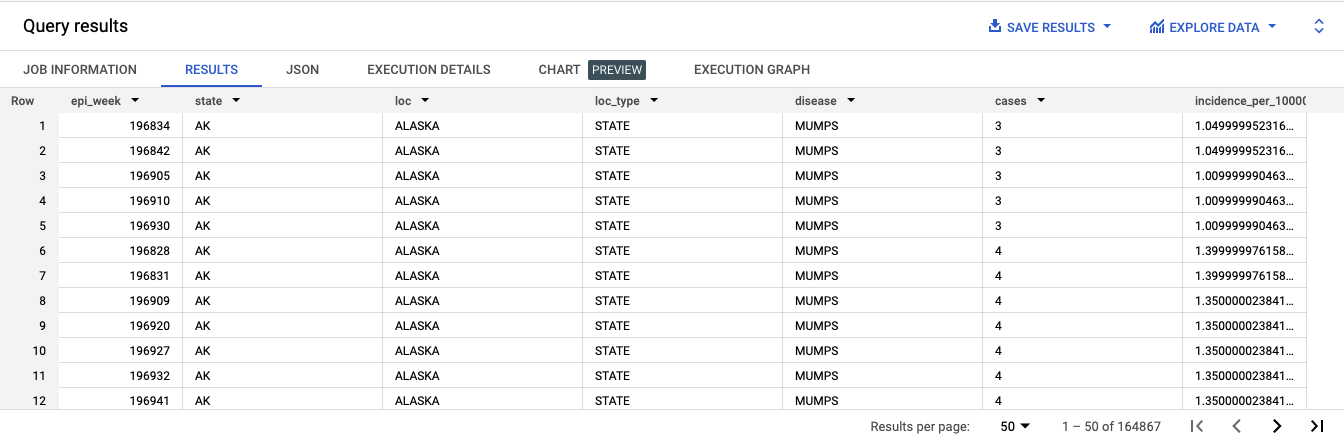 Query results SAVE RESULTS EXPLORE DATA
JOB INFORMATION RESULTS JSON EXECUTION DETAILS CHART PREVIEW EXECUTION GRAPH
Row epi_week state loc loc_type disease cases incidence_per_10000
1 196834 AK ALASKA STATE MUMPS 3 1.049999952316...
2 196842 AK ALASKA STATE MUMPS 3 1.049999952316...
3 196905 AK ALASKA STATE MUMPS 3 1.009999990463...
4 196910 AK ALASKA STATE MUMPS 3 1.009999990463...
5 196930 AK ALASKA STATE MUMPS 3 1.009999990463...
6 196828 AK ALASKA STATE MUMPS 4 1.399999976158...
7 196831 AK ALASKA STATE MUMPS 4 1.399999976158...
8 196909 AK ALASKA STATE MUMPS 4 1.350000023841...
9 196920 AK ALASKA STATE MUMPS 4 1.350000023841...
10 196927 AK ALASKA STATE MUMPS 4 1.350000023841...
11 196932 AK ALASKA STATE MUMPS 4 1.350000023841...
12 196941 AK ALASKA STATE MUMPS 4 1.350000023841...
Results per page: 50 1 – 50 of 164867